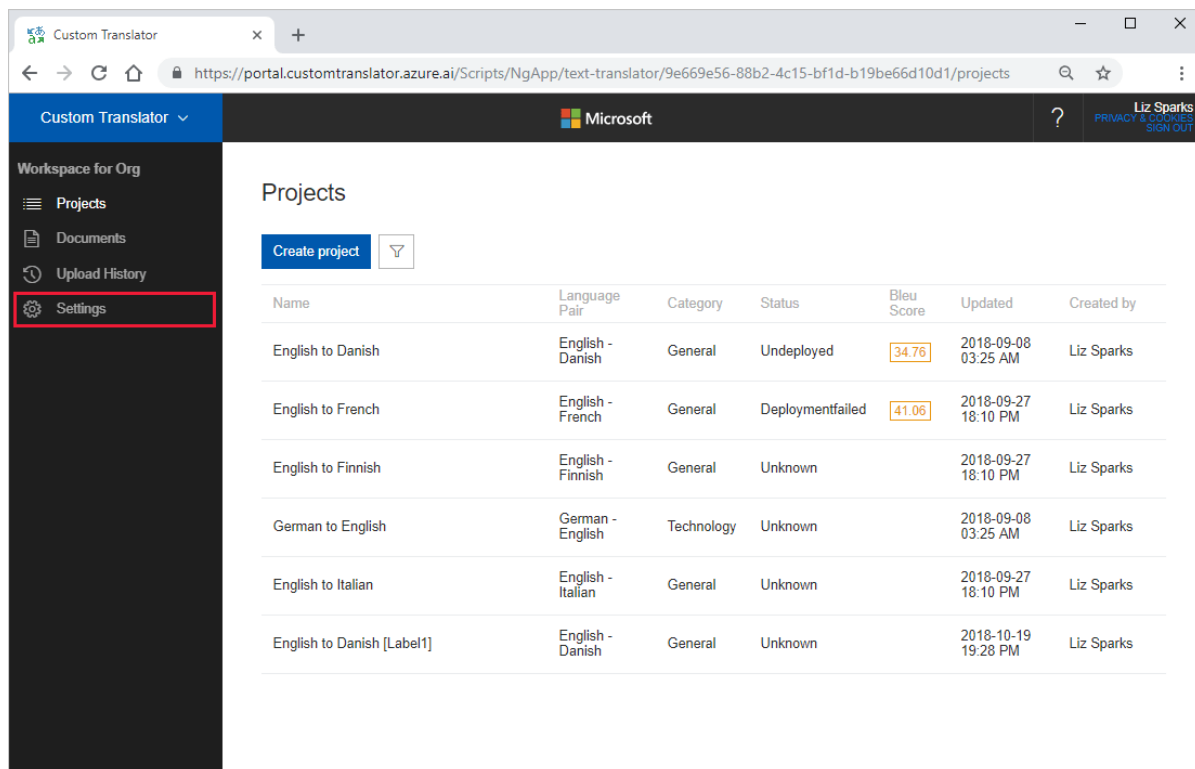 Custom Translator
https://portal.customtranslator.azure.ai/Scripts/NgApp/text-translator/9e669e56-88b2-4c15-bf1d-b19be66d10d1/projects
Custom Translator
Microsoft
?
Liz Sparks
PRIVACY & COOKIES
SIGN OUT
Workspace for Org
Projects
Documents
Upload History
Settings
Projects
Create project
Name Language Pair Category Status Bleu Score Updated Created by
English to Danish English - Danish General Undeployed 34.76 2018-09-08 03:25 AM Liz Sparks
English to French English - French General Deploymentfailed 41.06 2018-09-27 18:10 PM Liz Sparks
English to Finnish English - Finnish General Unknown 2018-09-27 18:10 PM Liz Sparks
German to English German - English Technology Unknown 2018-09-08 03:25 AM Liz Sparks
English to Italian English - Italian General Unknown 2018-09-27 18:10 PM Liz Sparks
English to Danish [Label1] English - Danish General Unknown 2018-10-19 19:28 PM Liz Sparks